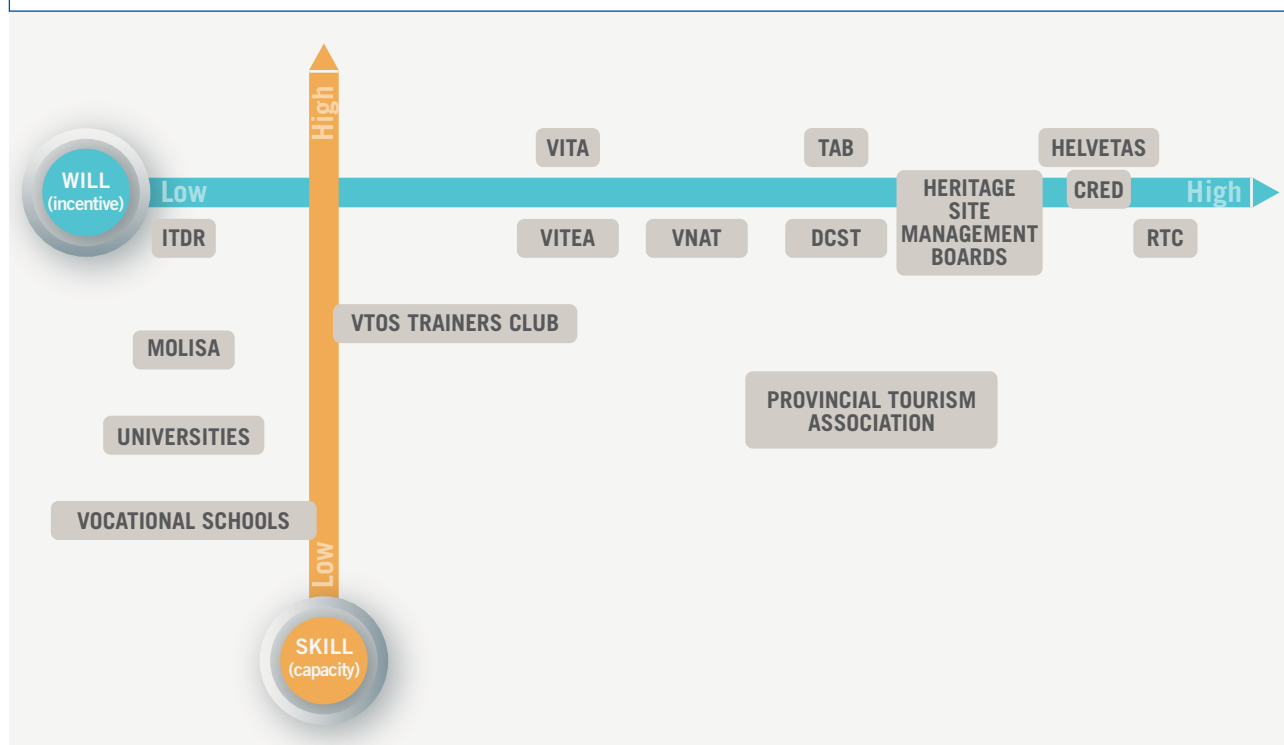 High
VITA
TAB
HELVETAS
WILL
(incentive)
Low
HERITAGE
SITE
MANAGEMENT
BOARDS
CRED
High
ITDR
VITEA
VNAT
DCST
RTC
VTOS TRAINERS CLUB
MOLISA
PROVINCIAL TOURISM
ASSOCIATION
UNIVERSITIES
VOCATIONAL SCHOOLS
Low
SKILL
(capacity)